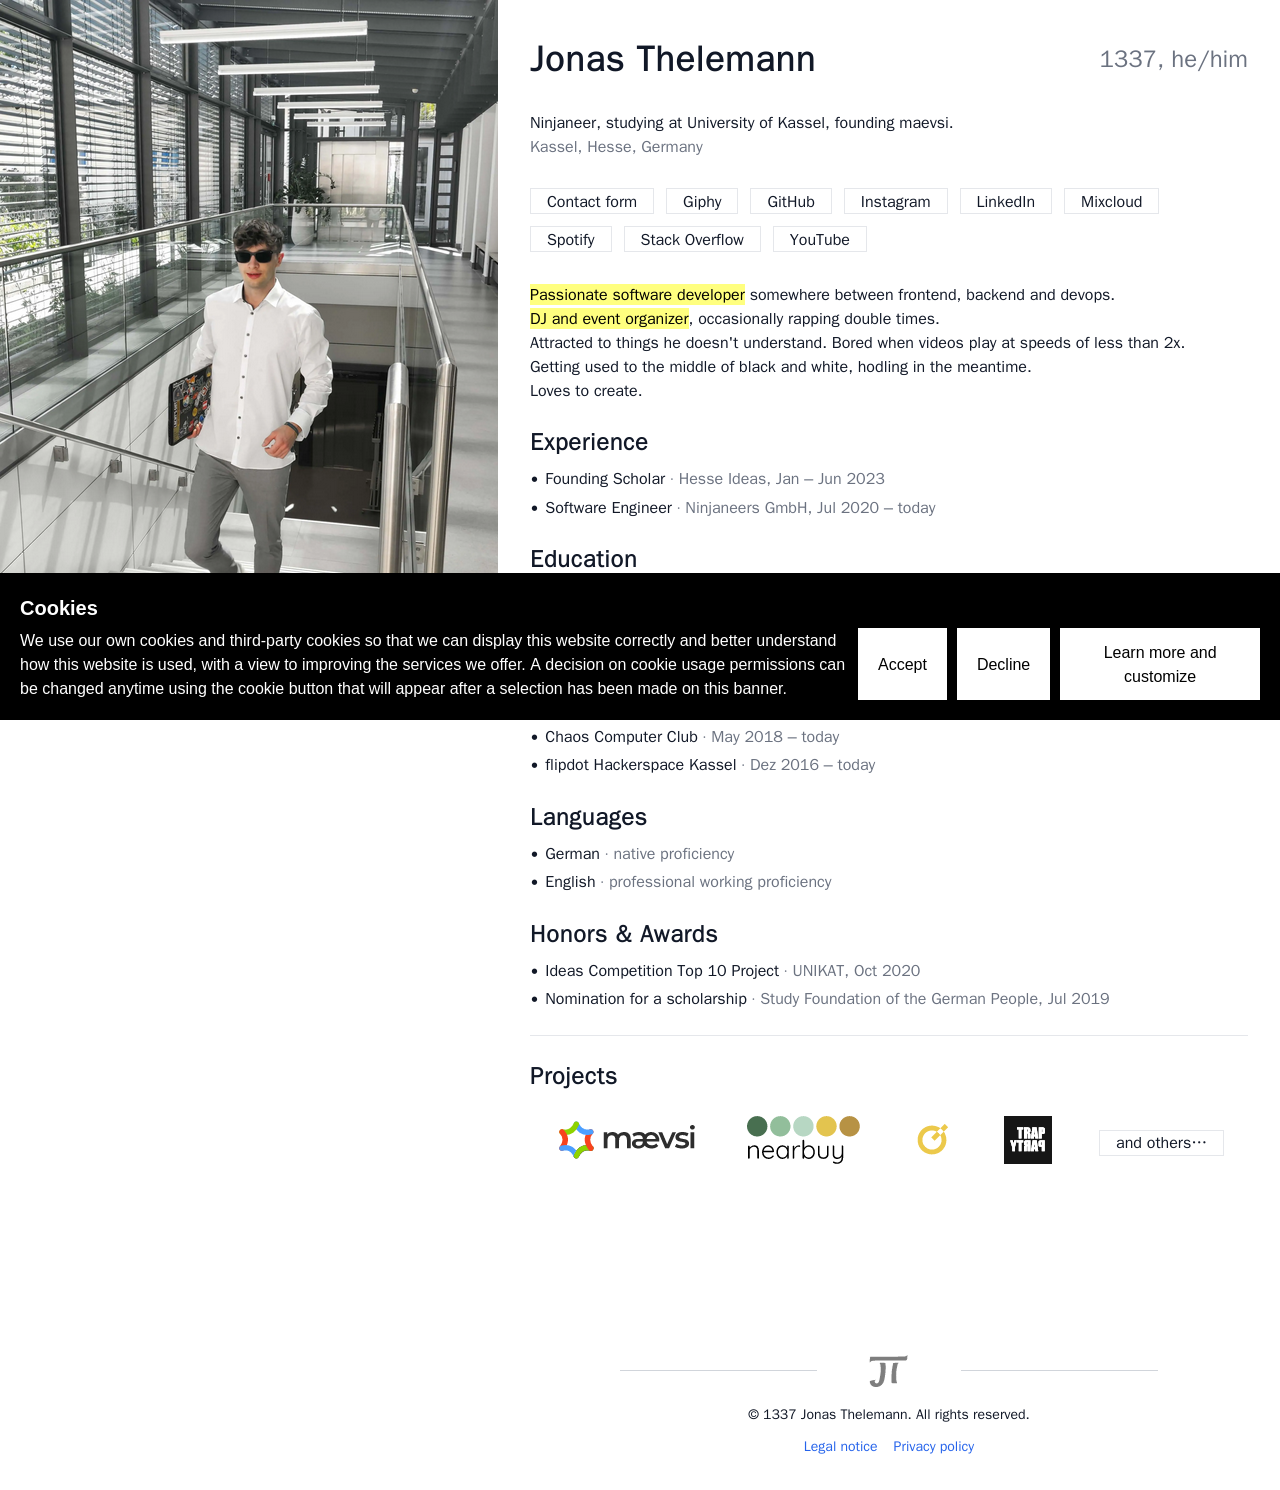 Jonas Thelemann
1337, he/him
Ninjaneer, studying at University of Kassel, founding maevsi.
Kassel, Hesse, Germany
Contact form
Giphy
GitHub
Instagram
LinkedIn
Mixcloud
Spotify
Stack Overflow
YouTube
Passionate software developer somewhere between frontend, backend and devops.
DJ and event organizer, occasionally rapping double times.
Attracted to things he doesn't understand. Bored when videos play at speeds of less than 2x.
Getting used to the middle of black and white, hodling in the meantime.
Loves to create.
Experience
• Founding Scholar · Hesse Ideas, Jan – Jun 2023
• Software Engineer · Ninjaneers GmbH, Jul 2020 – today
Education
Cookies
We use our own cookies and third-party cookies so that we can display this website correctly and better understand
how this website is used, with a view to improving the services we offer. A decision on cookie usage permissions can
be changed anytime using the cookie button that will appear after a selection has been made on this banner.
Accept
Decline
Learn more and
customize
• Chaos Computer Club · May 2018 – today
• flipdot Hackerspace Kassel · Dez 2016 – today
Languages
• German · native proficiency
• English · professional working proficiency
Honors & Awards
• Ideas Competition Top 10 Project · UNIKAT, Oct 2020
• Nomination for a scholarship · Study Foundation of the German People, Jul 2019
Projects
mævsi
nearbuy
TRAP
PARTY
and others…
JT
© 1337 Jonas Thelemann. All rights reserved.
Legal notice
Privacy policy